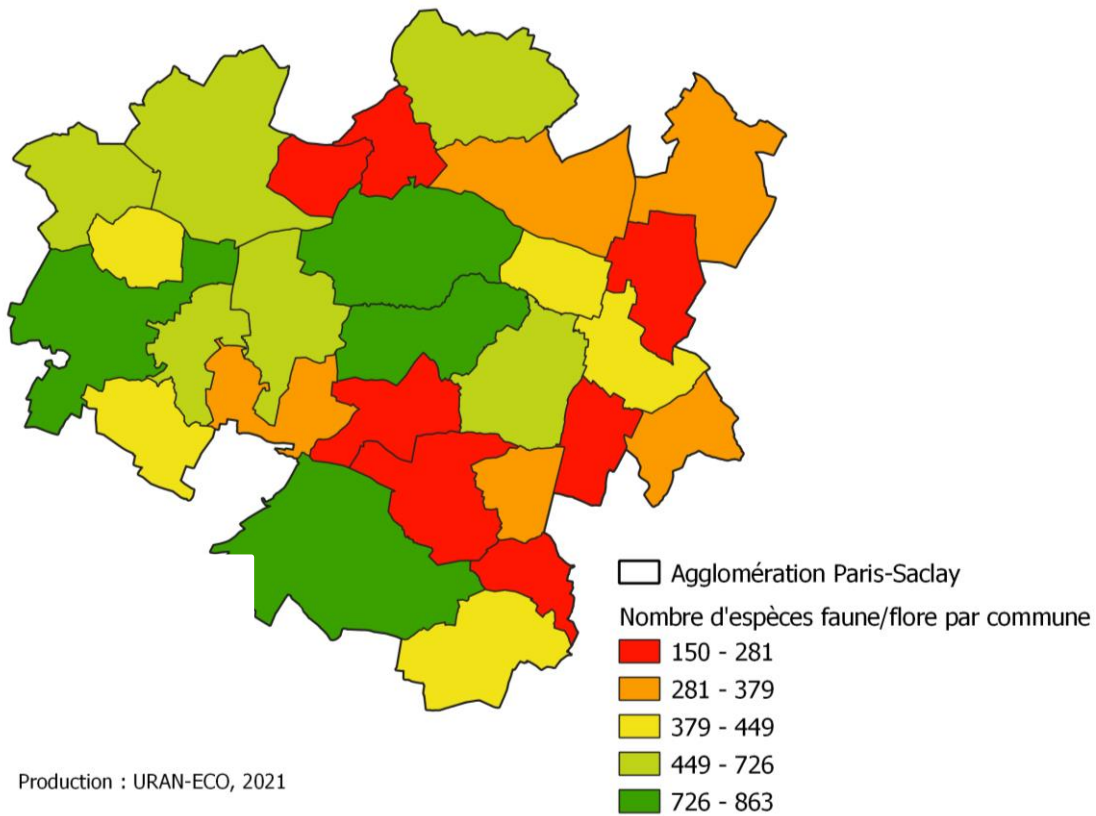 Agglomération Paris-Saclay
Nombre d'espèces faune/flore par commune
150 - 281
281 - 379
379 - 449
449 - 726
726 - 863
Production : URAN-ECO, 2021